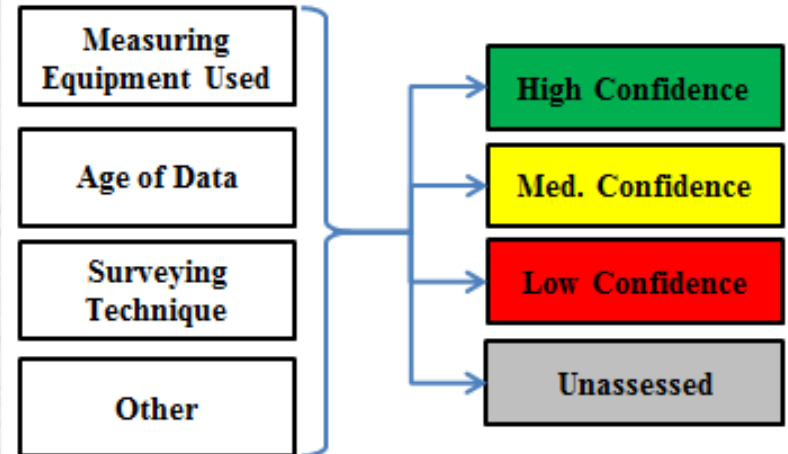 Measuring
Equipment Used
Age of Data
Surveying
Technique
Other
High Confidence
Med. Confidence
Low Confidence
Unassessed